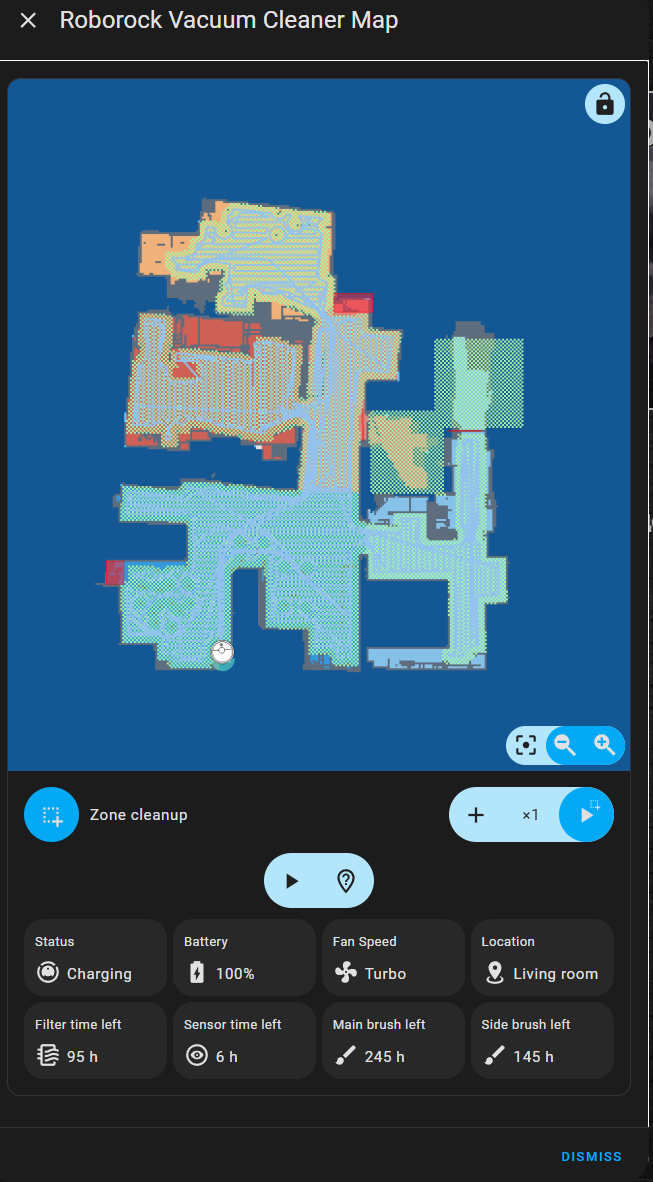 Roborock Vacuum Cleaner Map
Zone cleanup
×1
Status
Battery
Fan Speed
Location
Charging
100%
Turbo
Living room
Filter time left
Sensor time left
Main brush left
Side brush left
95 h
6 h
245 h
145 h
DISMISS